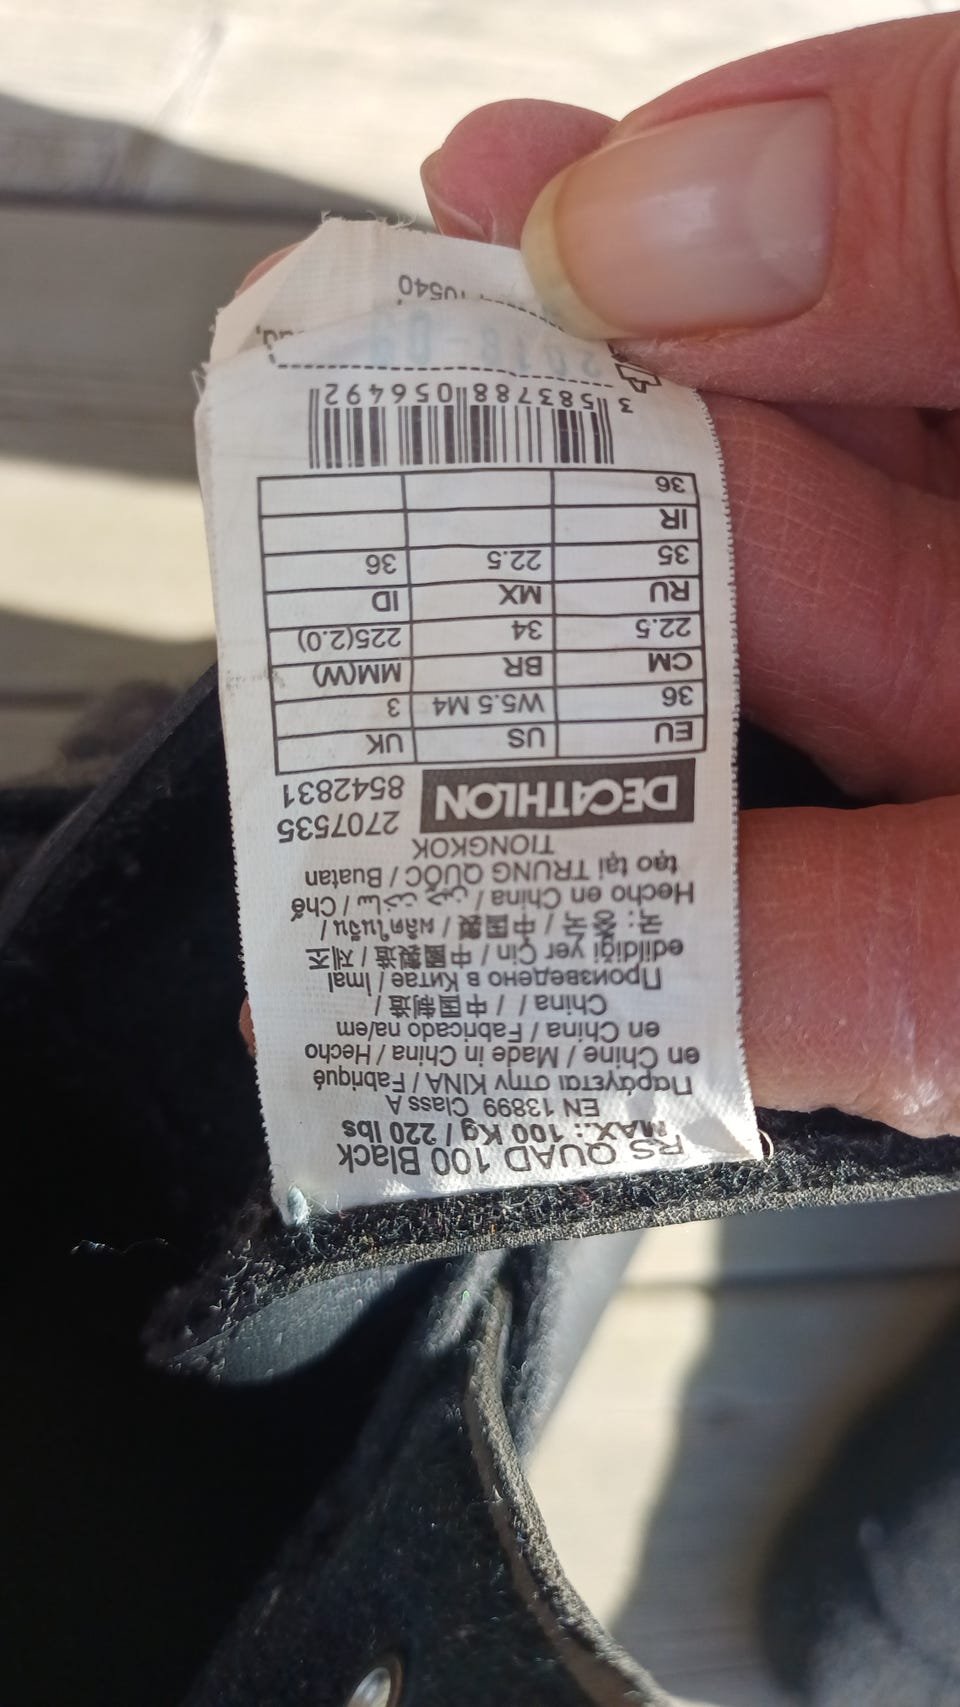 RS QUAD 100 Black
MAX.: 100 Kg / 220 lbs
EN 13899 Class A
Παράγεται στην ΚΙΝΑ / Fabriqué
en Chine / Made in China / Hecho
en China / Fabricado na/em
China / / 中国制造 /
Произведено в Китае / İmal
edildiği yer Çin / 中國製造 / 제조
국: 중국 / 中国製 / ผลิตในจีน /
Hecho en China / / Chế
tạo tại TRUNG QUỐC / Buatan
TIONGKOK
DECATHLON 2707535
8542831
EU US UK
36 W5.5 M4 3
CM BR MM(W)
22.5 34 225(2.0)
RU MX ID
35 22.5 36
IR
36
3 583788 056492
2018-09
10540